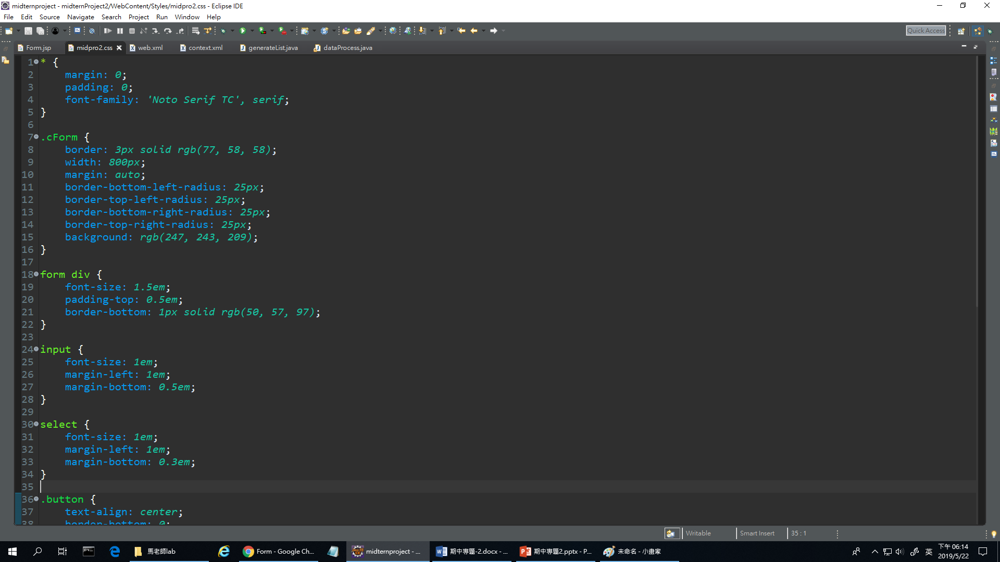 midternproject - midternProject2/WebContent/Styles/midpro2.css - Eclipse IDE
File Edit Source Navigate Search Project Run Window Help
Quick Access
Form.jsp midpro2.css web.xml context.xml generateList.java dataProcess.java
1 * {
2 margin: 0;
3 padding: 0;
4 font-family: 'Noto Serif TC', serif;
5 }
6
7 .cForm {
8 border: 3px solid rgb(77, 58, 58);
9 width: 800px;
10 margin: auto;
11 border-bottom-left-radius: 25px;
12 border-top-left-radius: 25px;
13 border-bottom-right-radius: 25px;
14 border-top-right-radius: 25px;
15 background: rgb(247, 243, 209);
16 }
17
18 form div {
19 font-size: 1.5em;
20 padding-top: 0.5em;
21 border-bottom: 1px solid rgb(50, 57, 97);
22 }
23
24 input {
25 font-size: 1em;
26 margin-left: 1em;
27 margin-bottom: 0.5em;
28 }
29
30 select {
31 font-size: 1em;
32 margin-left: 1em;
33 margin-bottom: 0.3em;
34 }
35
36 .button {
37 text-align: center;
38 border-bottom: 0;
Writable Smart Insert 35 : 1
馬老師lab Form - Google Ch... midternproject - ... 期中專題-2.docx - ... 期中專題2.pptx - P... 未命名 - 小畫家 英 下午 06:14
2019/5/22